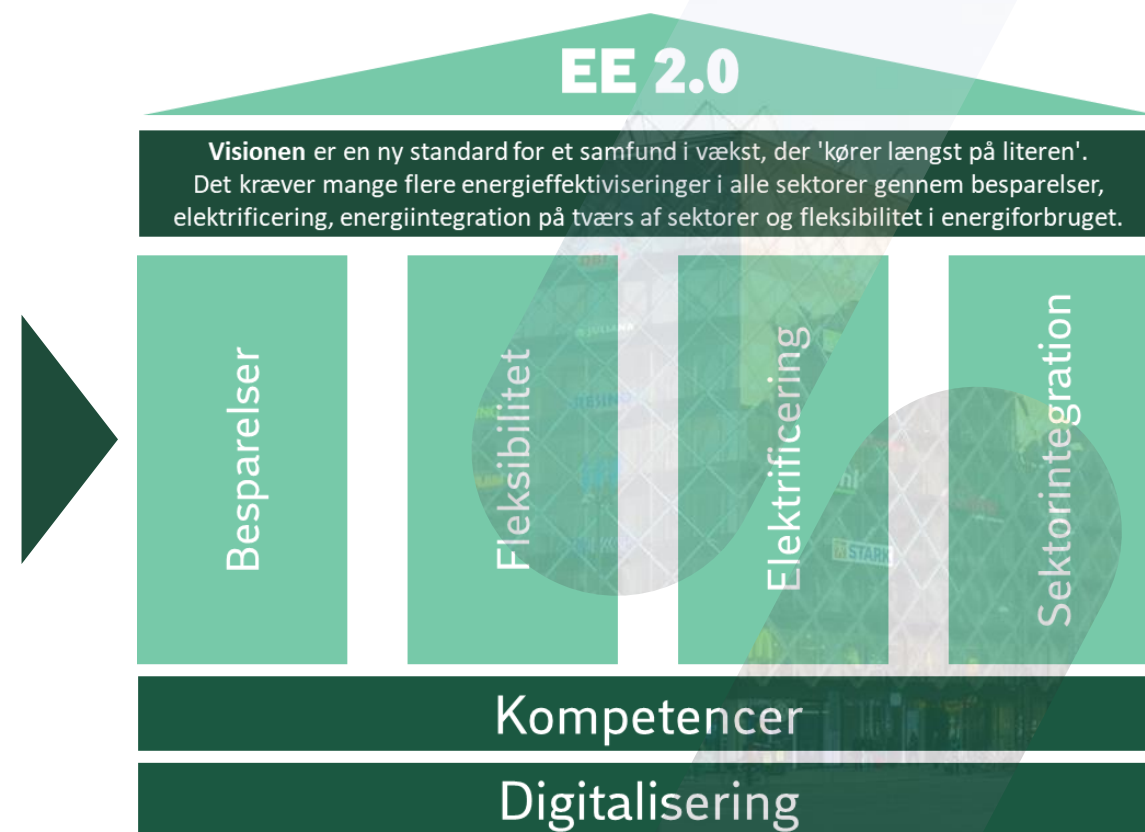 EE 2.0
Visionen er en ny standard for et samfund i vækst, der 'kører længst på literen'.
Det kræver mange flere energieffektiviseringer i alle sektorer gennem besparelser,
elektrificering, energiintegration på tværs af sektorer og fleksibilitet i energiforbruget.
Besparelser
Fleksibilitet
Elektrificering
Sektorintegration
JULIANA
STARK
Kompetencer
Digitalisering